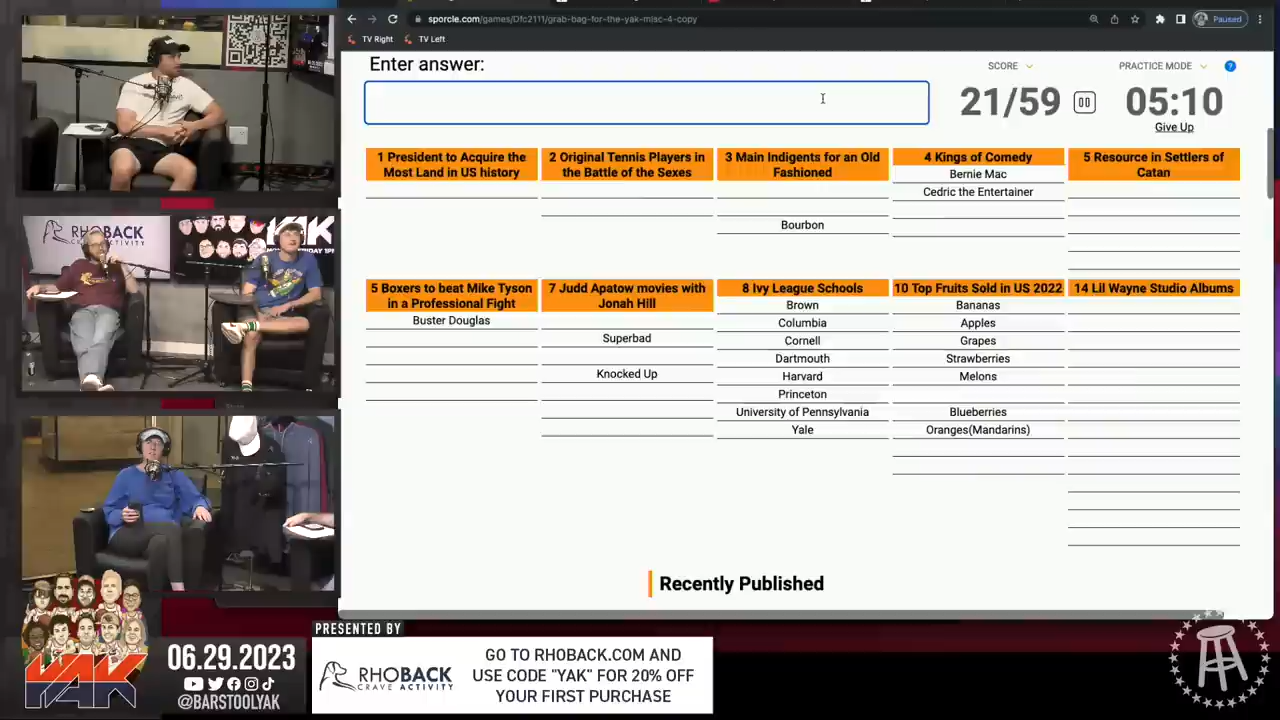 sporcle.com/games/Dfc2111/grab-bag-for-the-yak-misc-4-copy
Paused
TV Right
TV Left
Enter answer:
SCORE
PRACTICE MODE
21/59
05:10
Give Up
1 President to Acquire the
Most Land in US history
2 Original Tennis Players in
the Battle of the Sexes
3 Main Indigents for an Old
Fashioned
Bourbon
4 Kings of Comedy
Bernie Mac
Cedric the Entertainer
5 Resource in Settlers of
Catan
5 Boxers to beat Mike Tyson
in a Professional Fight
Buster Douglas
7 Judd Apatow movies with
Jonah Hill
Superbad
Knocked Up
8 Ivy League Schools
Brown
Columbia
Cornell
Dartmouth
Harvard
Princeton
University of Pennsylvania
Yale
10 Top Fruits Sold in US 2022
Bananas
Apples
Grapes
Strawberries
Melons
Blueberries
Oranges(Mandarins)
14 Lil Wayne Studio Albums
Recently Published
RHOBACK
CRAVE ACTIVITY
YAK
YAK
06.29.2023
@BARSTOOLYAK
PRESENTED BY
RHOBACK
CRAVE ACTIVITY
GO TO RHOBACK.COM AND
USE CODE "YAK" FOR 20% OFF
YOUR FIRST PURCHASE